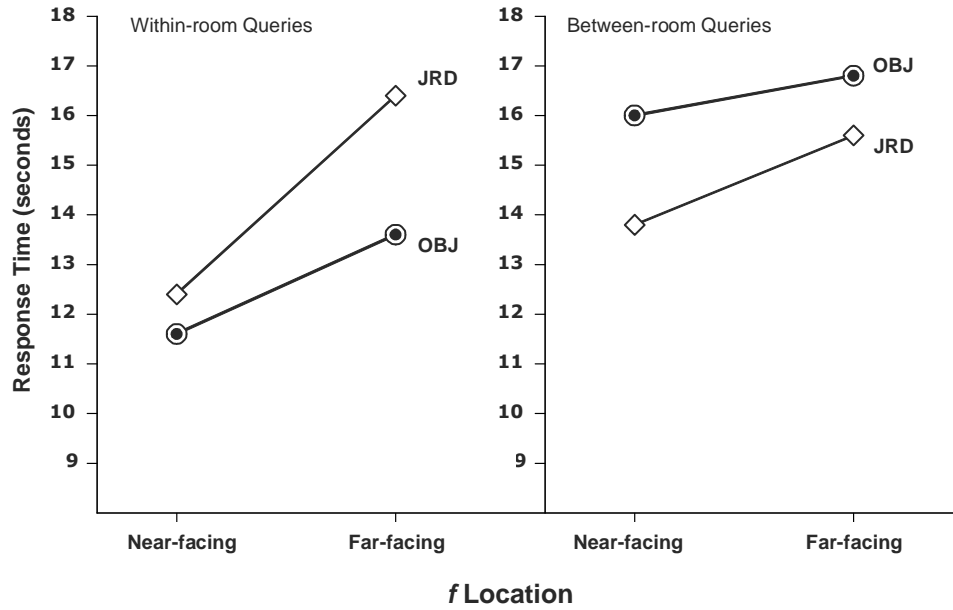 Within-room Queries
Between-room Queries
Response Time (seconds)
18
17
16
15
14
13
12
11
10
9
JRD
OBJ
Near-facing
Far-facing
18
17
16
15
14
13
12
11
10
9
OBJ
JRD
Near-facing
Far-facing
f Location